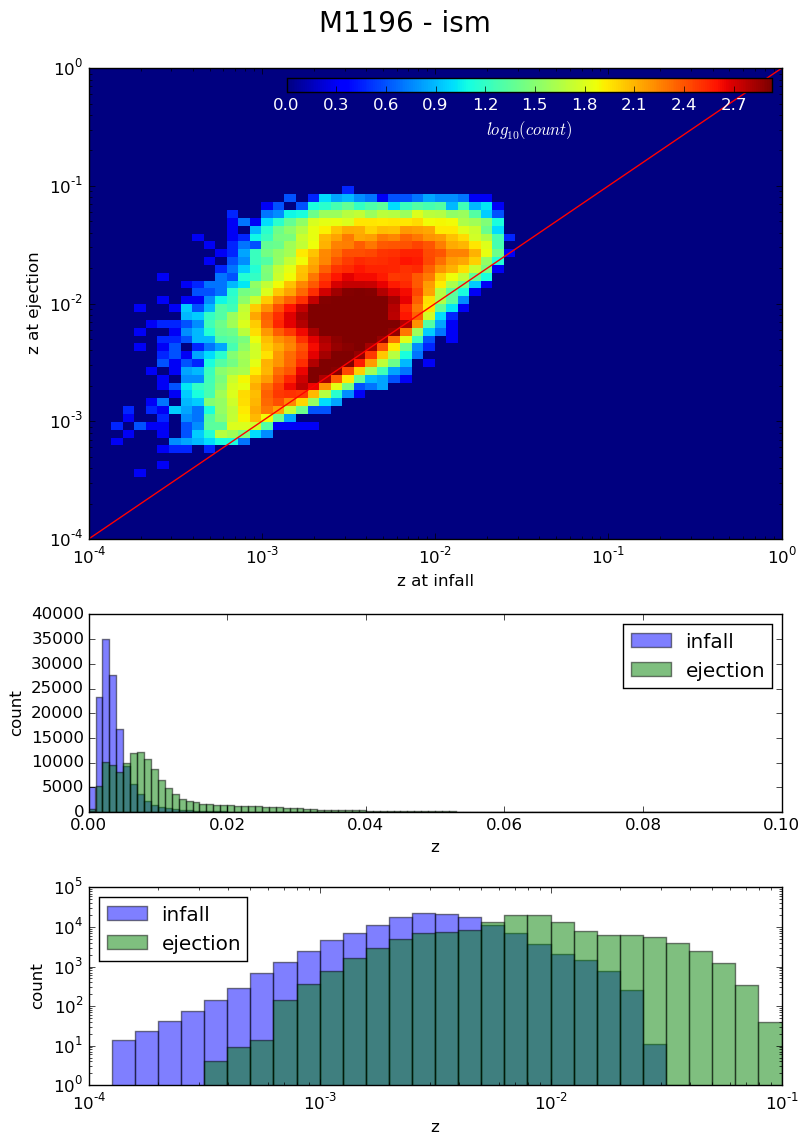 M1196 - ism
10^0
0.0 0.3 0.6 0.9 1.2 1.5 1.8 2.1 2.4 2.7
log_10(count)
10^-1
z at ejection
10^-2
10^-3
10^-4
10^-4 10^-3 10^-2 10^-1 10^0
z at infall
40000
35000
30000
25000
20000
15000
10000
5000
0
count
infall
ejection
0.00 0.02 0.04 0.06 0.08 0.10
z
10^5
10^4
10^3
10^2
10^1
10^0
count
infall
ejection
10^-4 10^-3 10^-2 10^-1
z